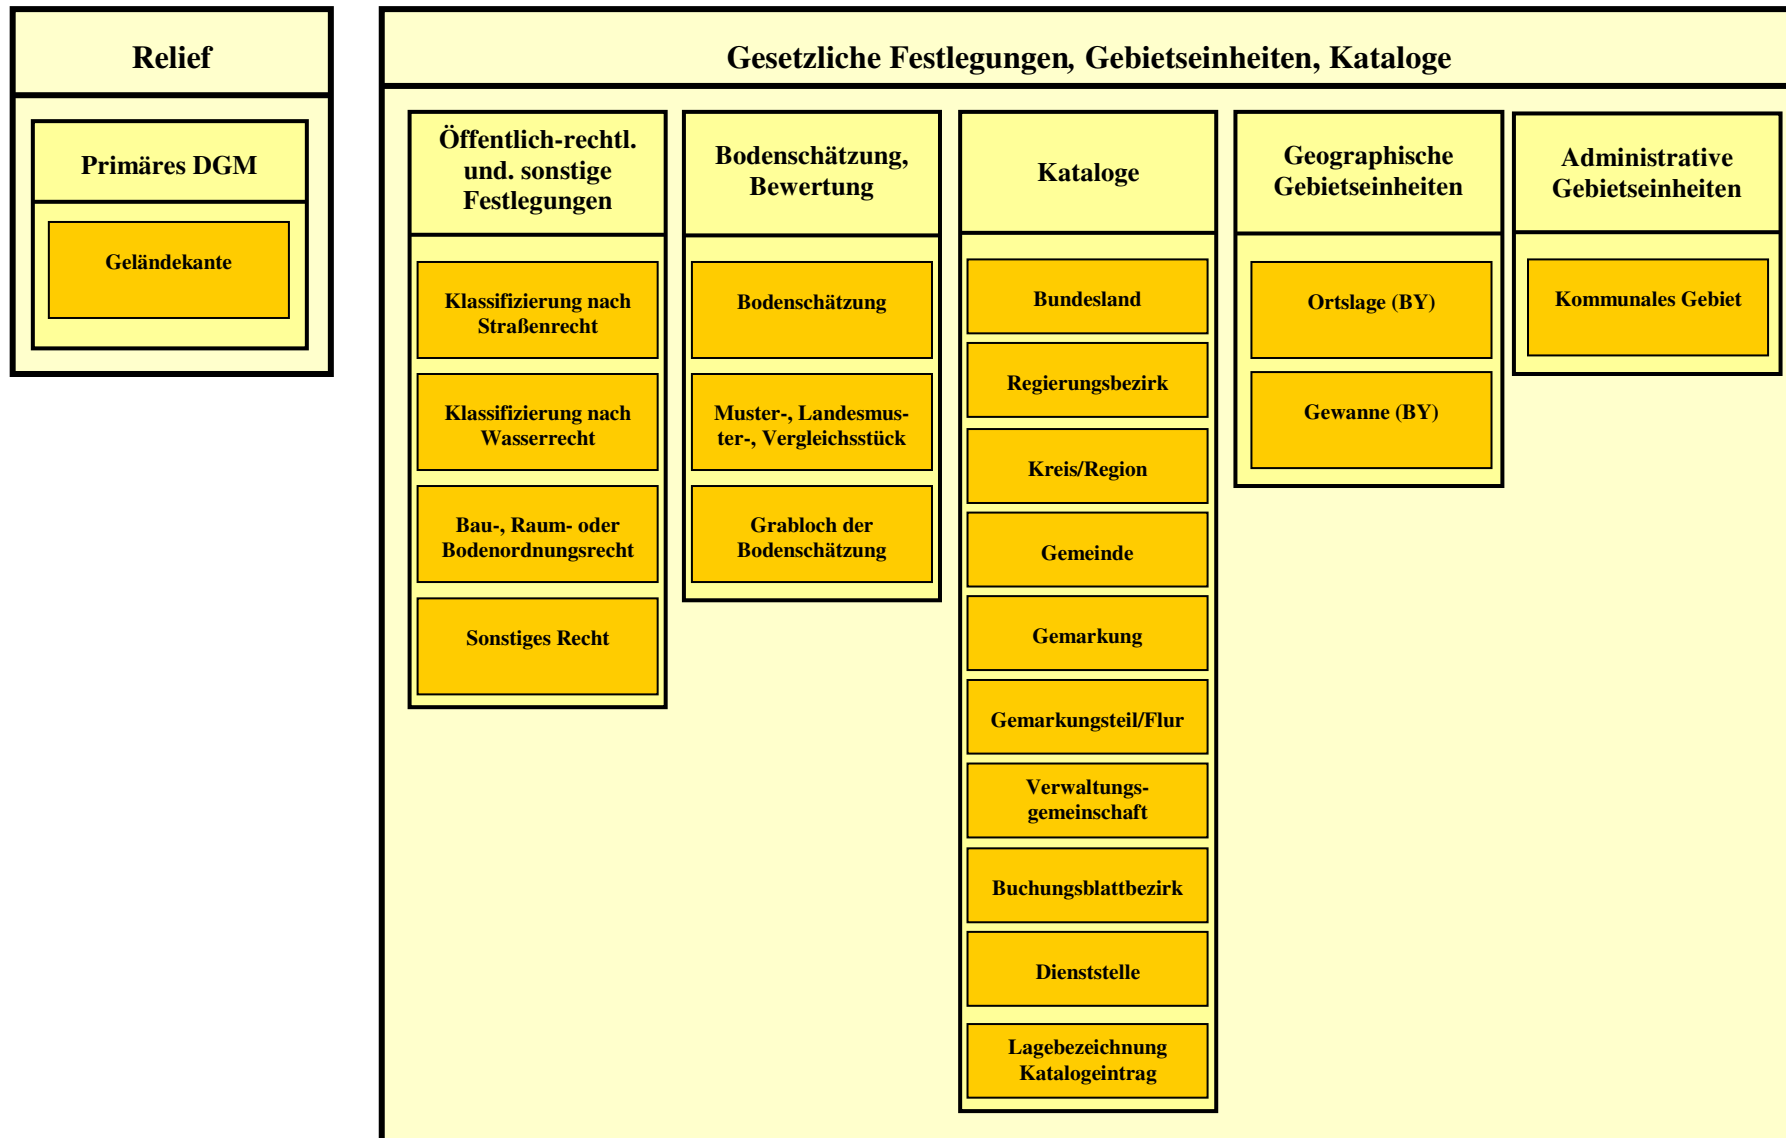 Relief
Primäres DGM
Geländekante
Gesetzliche Festlegungen, Gebietseinheiten, Kataloge
Öffentlich-rechtl.
und. sonstige
Festlegungen
Klassifizierung nach
Straßenrecht
Klassifizierung nach
Wasserrecht
Bau-, Raum- oder
Bodenordnungsrecht
Sonstiges Recht
Bodenschätzung,
Bewertung
Bodenschätzung
Muster-, Landesmus-
ter-, Vergleichsstück
Grabloch der
Bodenschätzung
Kataloge
Bundesland
Regierungsbezirk
Kreis/Region
Gemeinde
Gemarkung
Gemarkungsteil/Flur
Verwaltungs-
gemeinschaft
Buchungsblattbezirk
Dienststelle
Lagebezeichnung
Katalogeintrag
Geographische
Gebietseinheiten
Ortslage (BY)
Gewanne (BY)
Administrative
Gebietseinheiten
Kommunales Gebiet